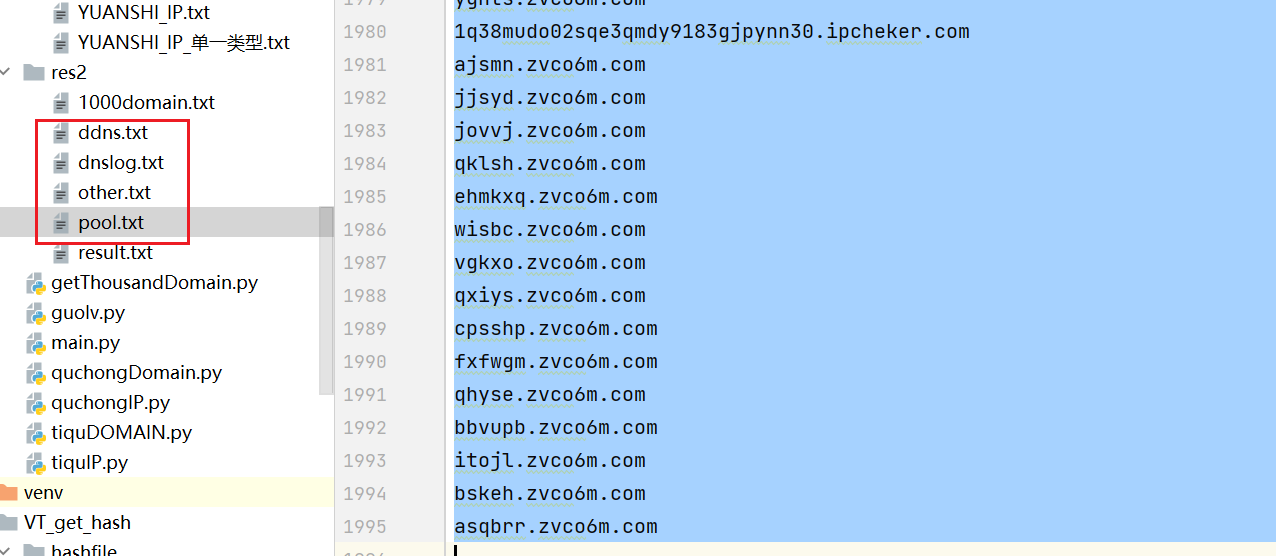 YUANSHI_IP.txt
YUANSHI_IP_单一类型.txt
res2
1000domain.txt
ddns.txt
dnslog.txt
other.txt
pool.txt
result.txt
getThousandDomain.py
guolv.py
main.py
quchongDomain.py
quchongIP.py
tiquDOMAIN.py
tiquIP.py
venv
VT_get_hash
hashfile
1980 1q38mudo02sqe3qmdy9183gjpynn30.ipcheker.com
1981 ajsmn.zvco6m.com
1982 jjsyd.zvco6m.com
1983 jovvj.zvco6m.com
1984 qklsh.zvco6m.com
1985 ehmkxq.zvco6m.com
1986 wisbc.zvco6m.com
1987 vgkxo.zvco6m.com
1988 qxiys.zvco6m.com
1989 cpsshp.zvco6m.com
1990 fxfwgm.zvco6m.com
1991 qhyse.zvco6m.com
1992 bbvupb.zvco6m.com
1993 itojl.zvco6m.com
1994 bskeh.zvco6m.com
1995 asqbrr.zvco6m.com